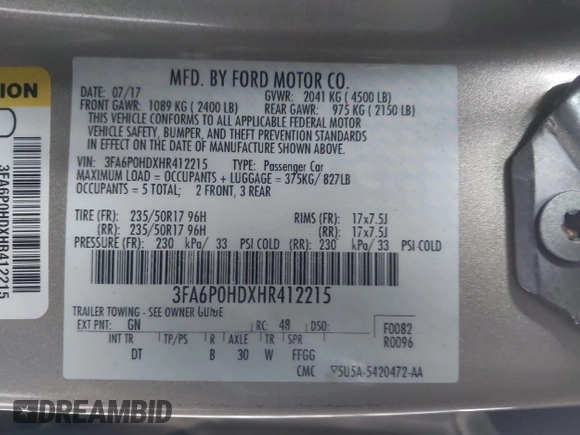 TION
3FA6P0HDXHR412215
MFD. BY FORD MOTOR CO.
DATE: 07/17 GVWR: 2041 KG ( 4500 LB)
FRONT GAWR: 1089 KG ( 2400 LB) REAR GAWR: 975 KG ( 2150 LB)
THIS VEHICLE CONFORMS TO ALL APPLICABLE FEDERAL MOTOR
VEHICLE SAFETY, BUMPER, AND THEFT PREVENTION STANDARDS
IN EFFECT ON THE DATE OF MANUFACTURE SHOWN ABOVE.
VIN: 3FA6P0HDXHR412215 TYPE: Passenger Car
MAXIMUM LOAD = OCCUPANTS + LUGGAGE = 375KG/ 827LB
OCCUPANTS = 5 TOTAL; 2 FRONT, 3 REAR
TIRE (FR): 235/50R17 96H RIMS (FR): 17x7.5J
(RR): 235/50R17 96H (RR): 17x7.5J
PRESSURE (FR): 230 kPa/ 33 PSI COLD (RR): 230 kPa/ 33 PSI COLD
3FA6P0HDXHR412215
TRAILER TOWING - SEE OWNER GUIDE
EXT PNT: GN RC: 48 DSO: F0082
INT TR TP/PS R AXLE TR SPR R0096
DT B 30 W FFGG
CMC 5U5A-5420472-AA
DREAMBID